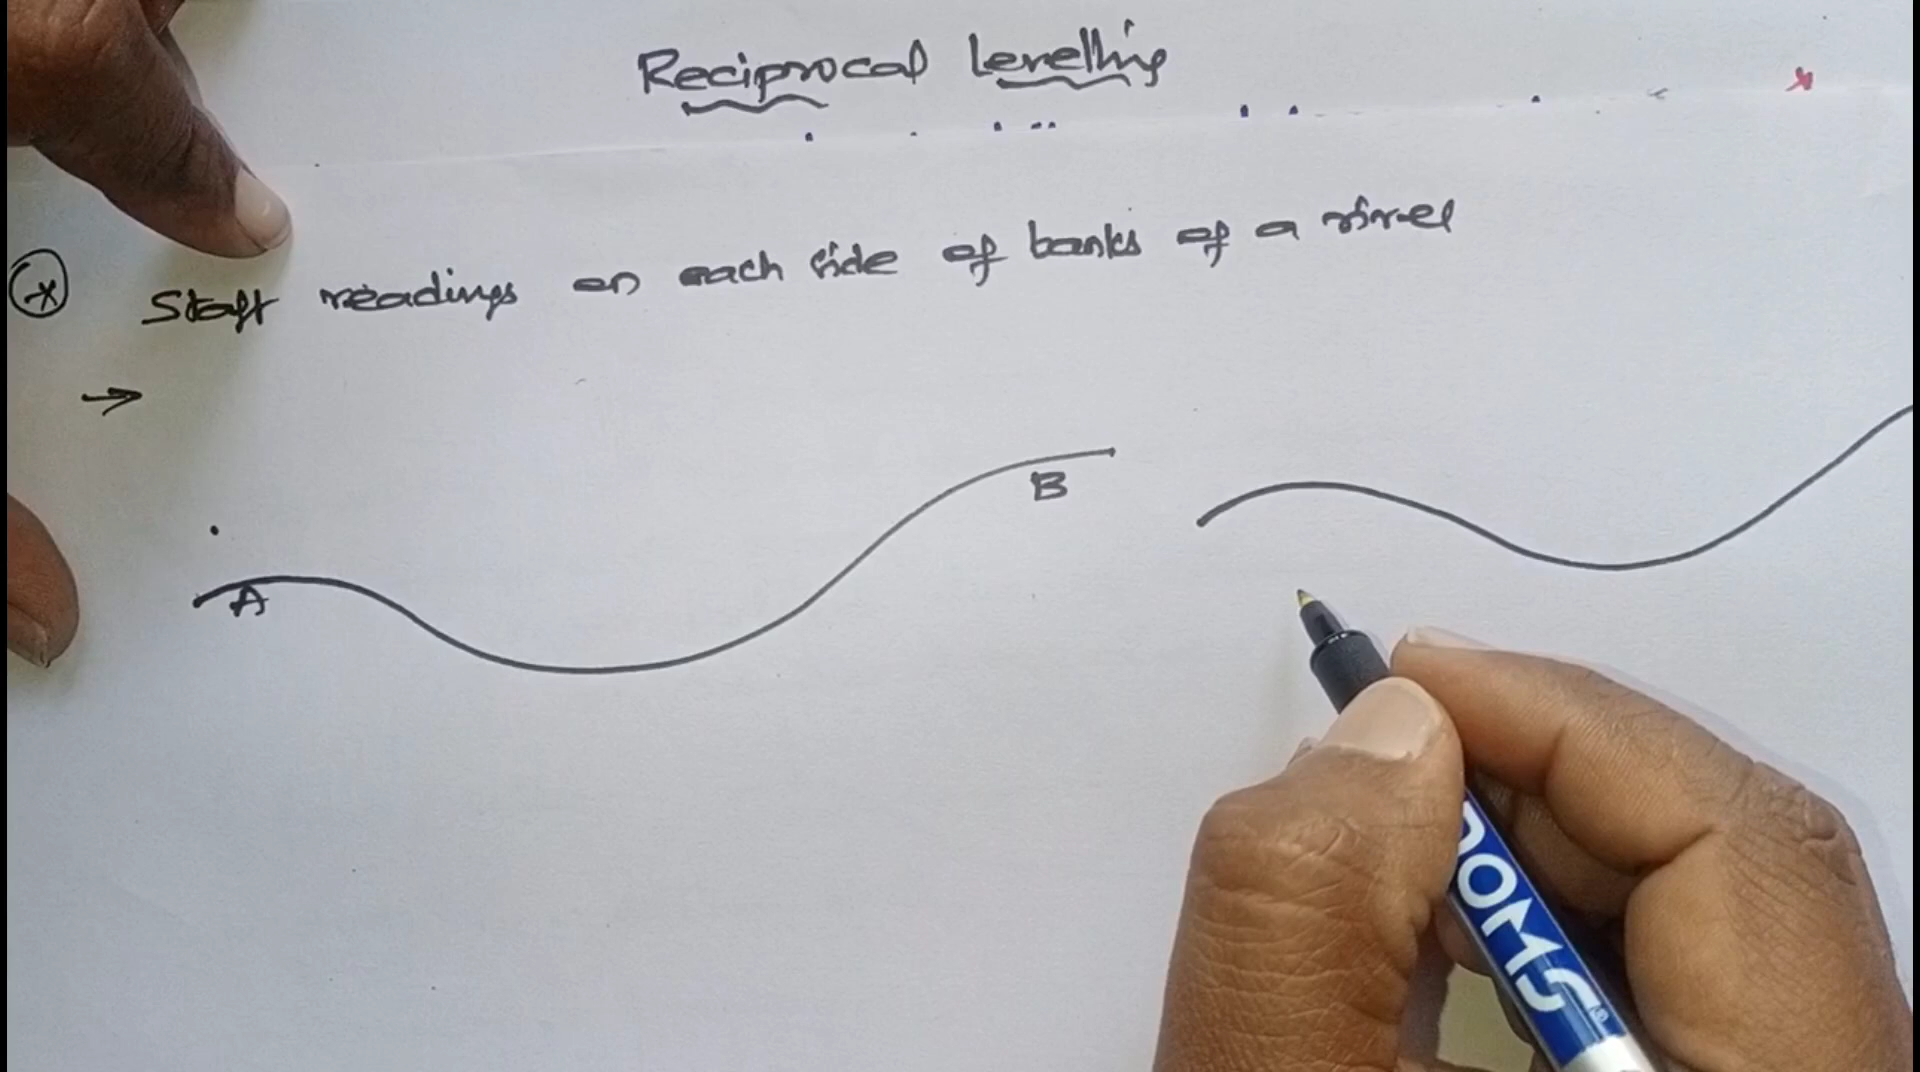 Reciprocal Levelling
Staff readings on each side of banks of a river
B
A
DOMS